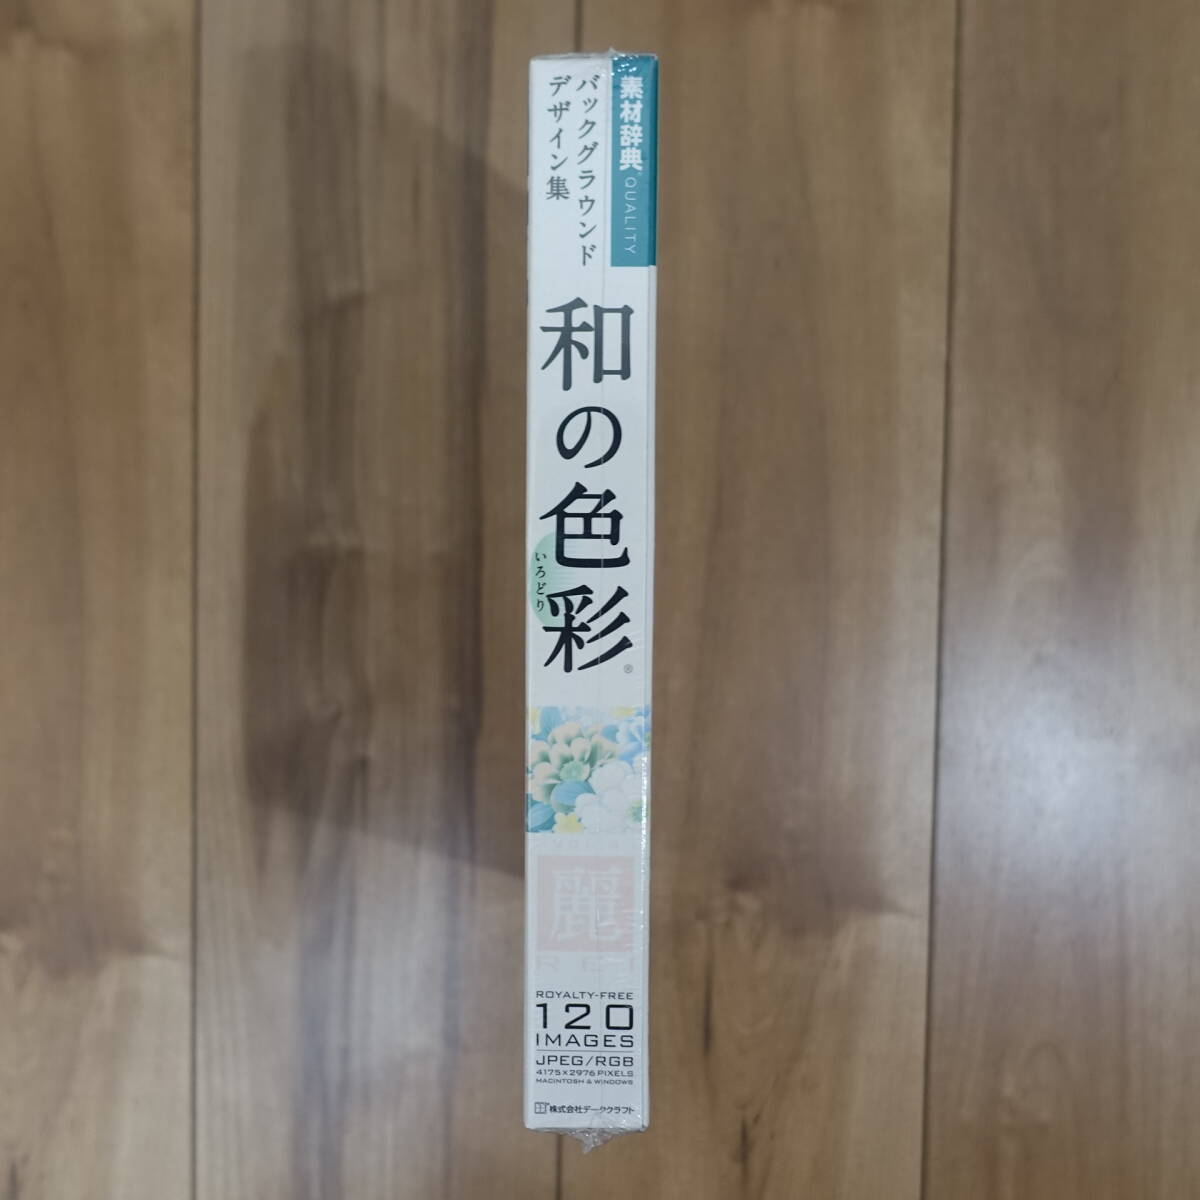 素材辞典 QUALITY
バックグラウンド
デザイン集
和の色彩®
いろどり
麗
REI
ROYALTY-FREE
120
IMAGES
JPEG/RGB
4175×2976 PIXELS
MACINTOSH & WINDOWS
株式会社データクラフト